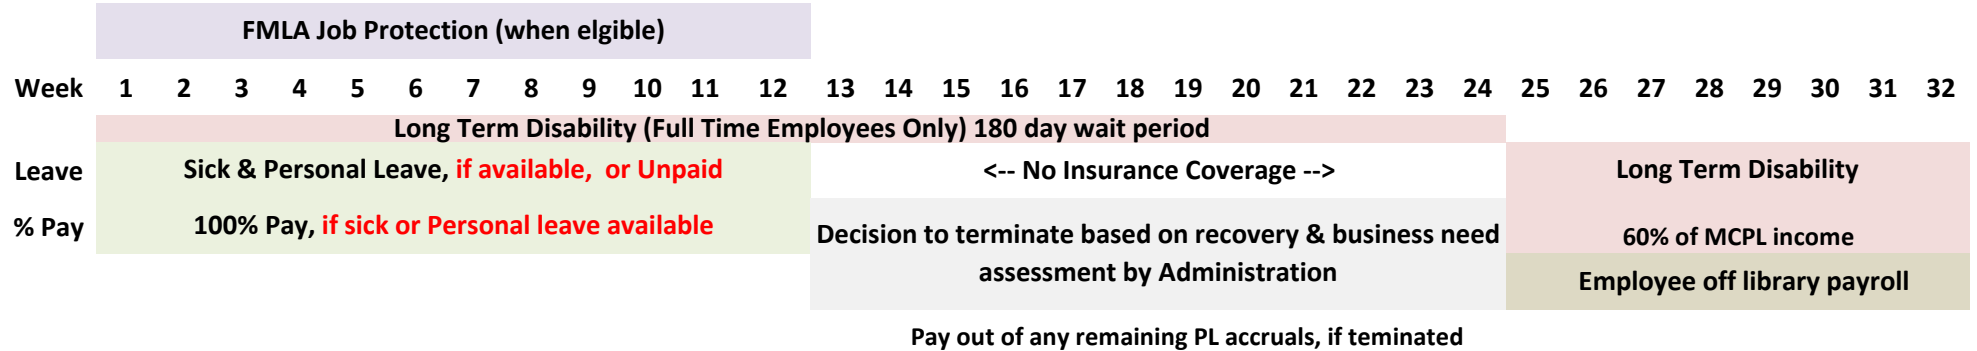 FMLA Job Protection (when elgible)
Week 1 2 3 4 5 6 7 8 9 10 11 12 13 14 15 16 17 18 19 20 21 22 23 24 25 26 27 28 29 30 31 32
Long Term Disability (Full Time Employees Only) 180 day wait period
Leave Sick & Personal Leave, if available,  or Unpaid <-- No Insurance Coverage --> Long Term Disability
% Pay 100% Pay, if sick or Personal leave available
Decision to terminate based on recovery & business need
assessment by Administration
60% of MCPL income
Employee off library payroll
Pay out of any remaining PL accruals, if teminated